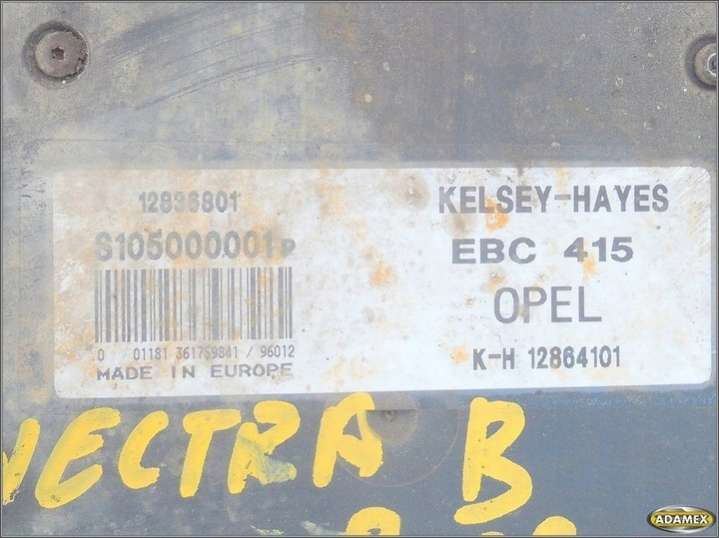 12836801
S105000001P
0 01181 361759841 / 96012
MADE IN EUROPE
KELSEY-HAYES
EBC 415
OPEL
K-H 12864101
VECTRA B
ADAMEX